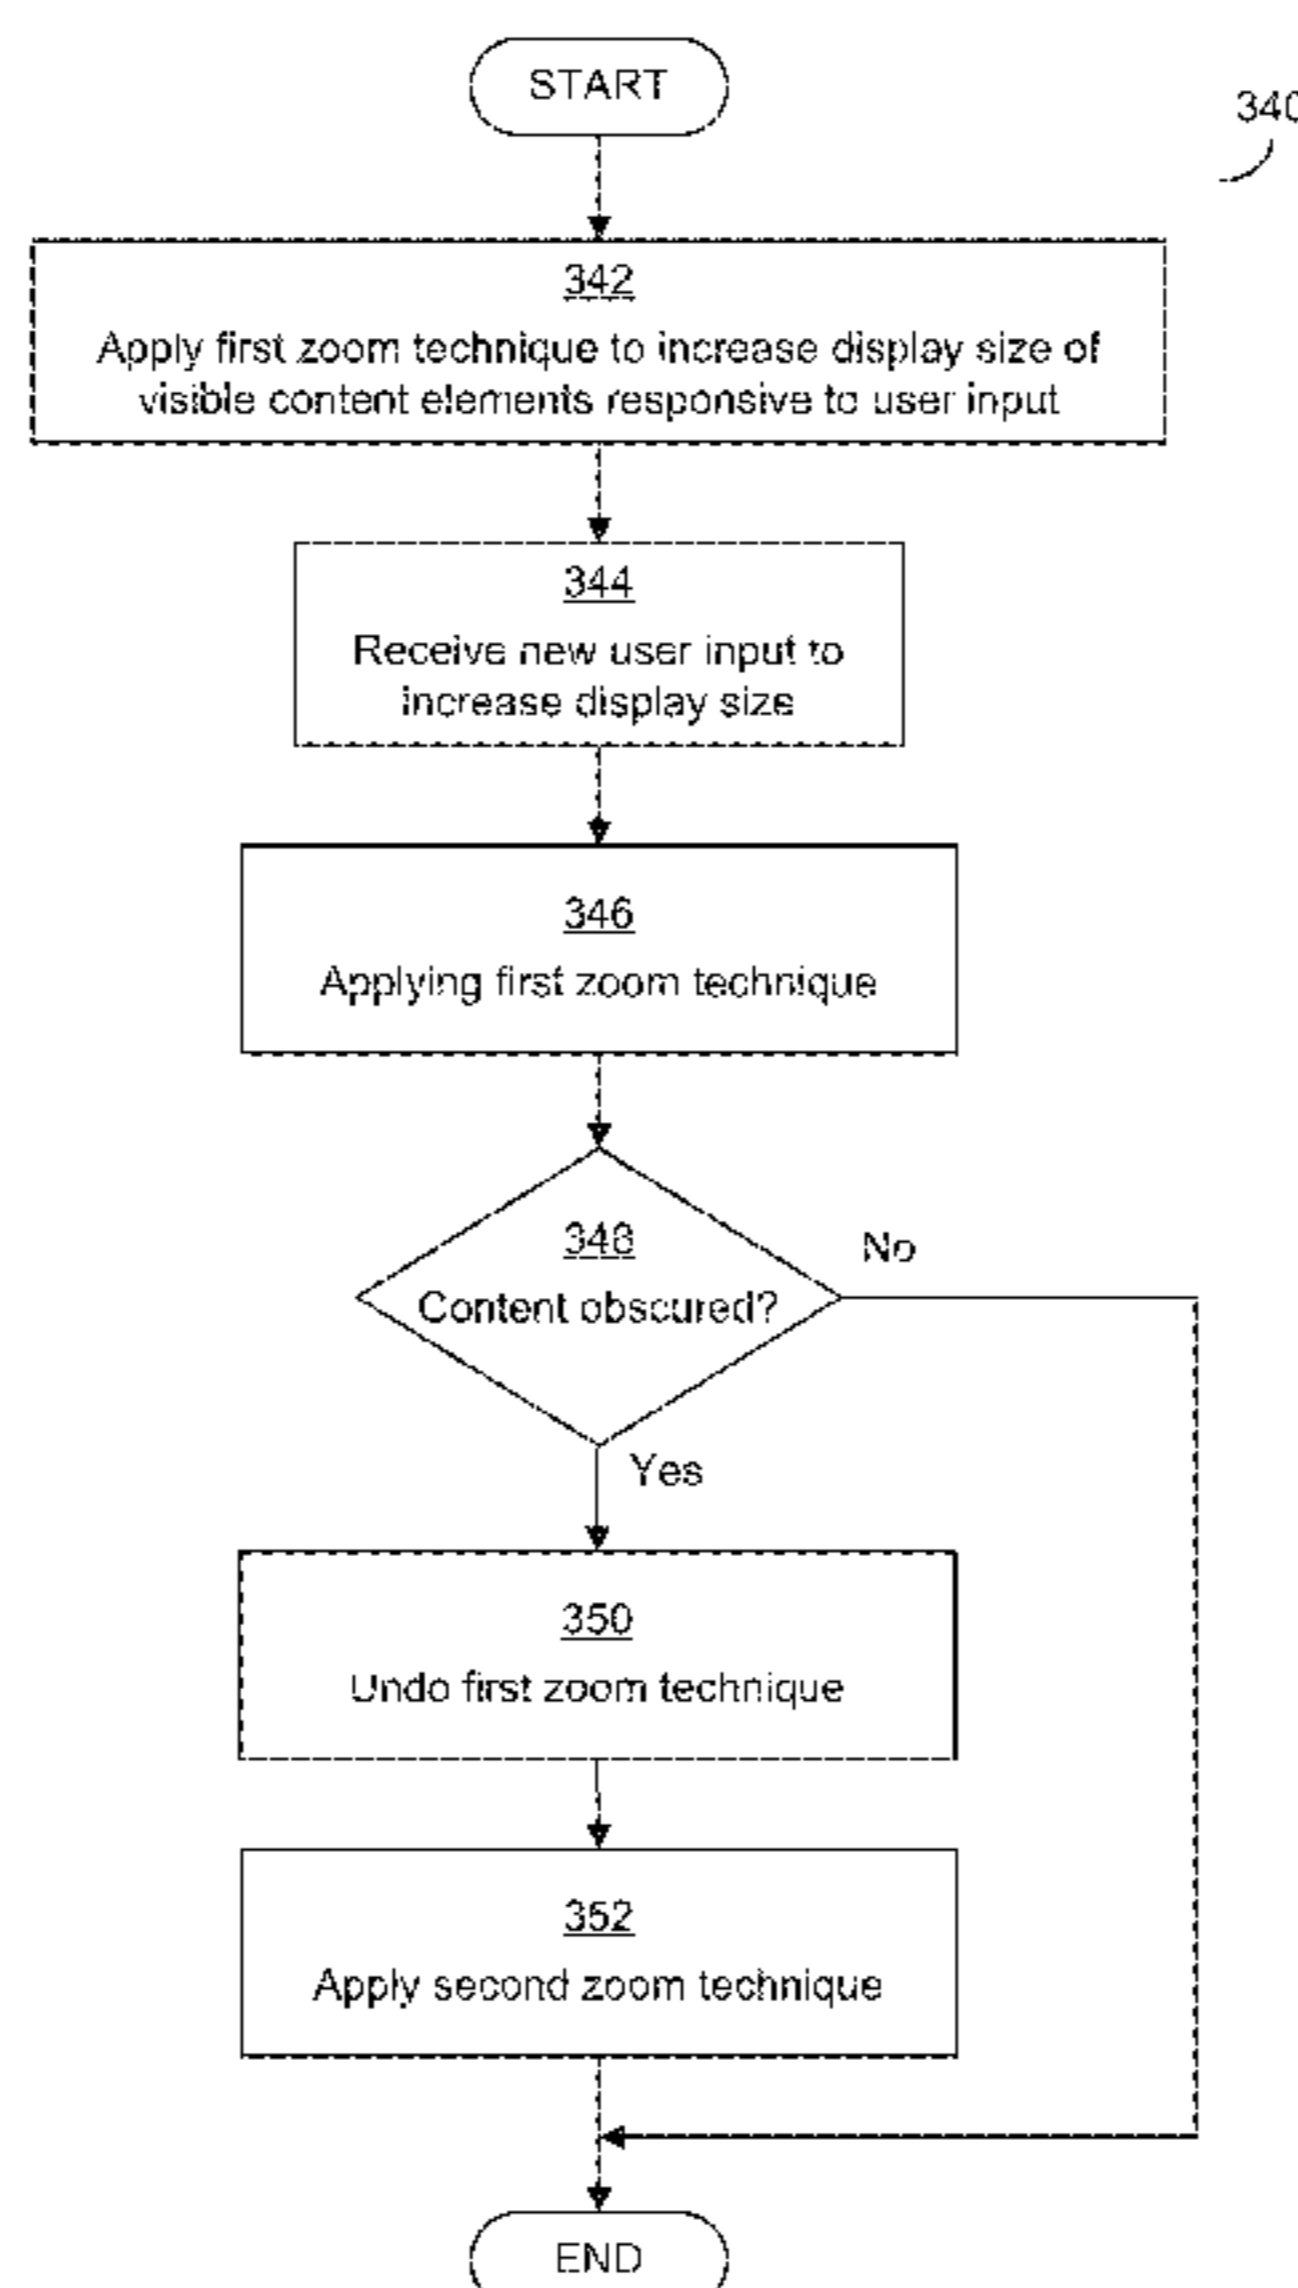 START
340
342
Apply first zoom technique to increase display size of
visible content elements responsive to user input
344
Receive new user input to
increase display size
346
Applying first zoom technique
348
Content obscured?
No
Yes
350
Undo first zoom technique
352
Apply second zoom technique
END